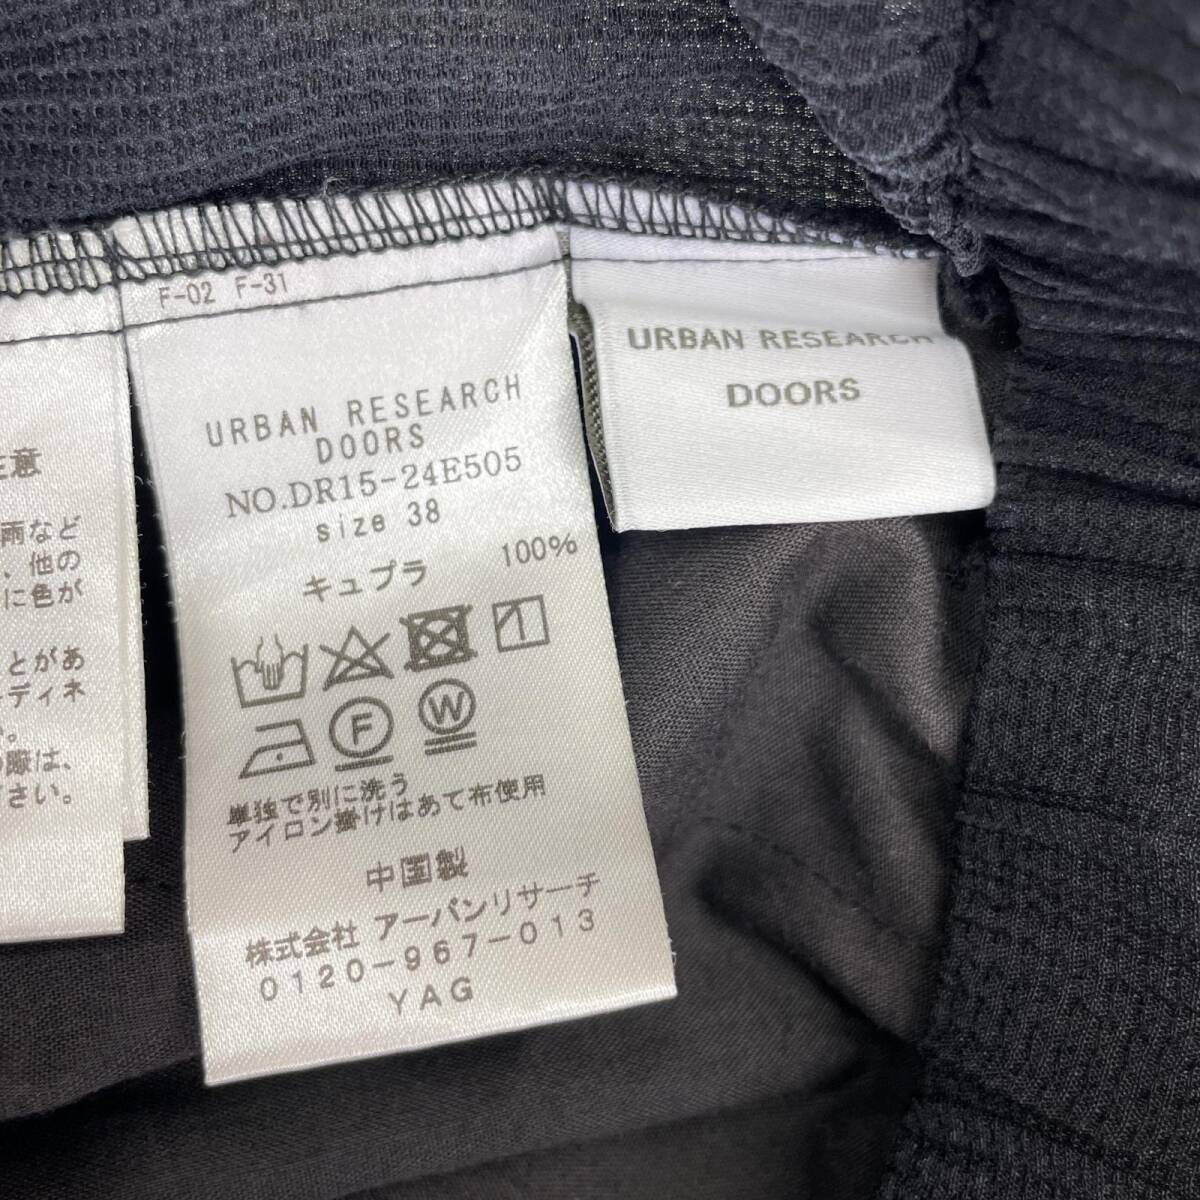 F-02 F-31
URBAN RESEARCH
DOORS
NO.DR15-24E505
size 38
キュプラ 100%
F
W
単独で別に洗う
アイロン掛けはあて布使用
中国製
株式会社 アーバンリサーチ
0120-967-013
YAG
URBAN RESEARCH
DOORS
意
雨など
、他の
に色が
とがあ
ーディネ
。
際は、
さい。